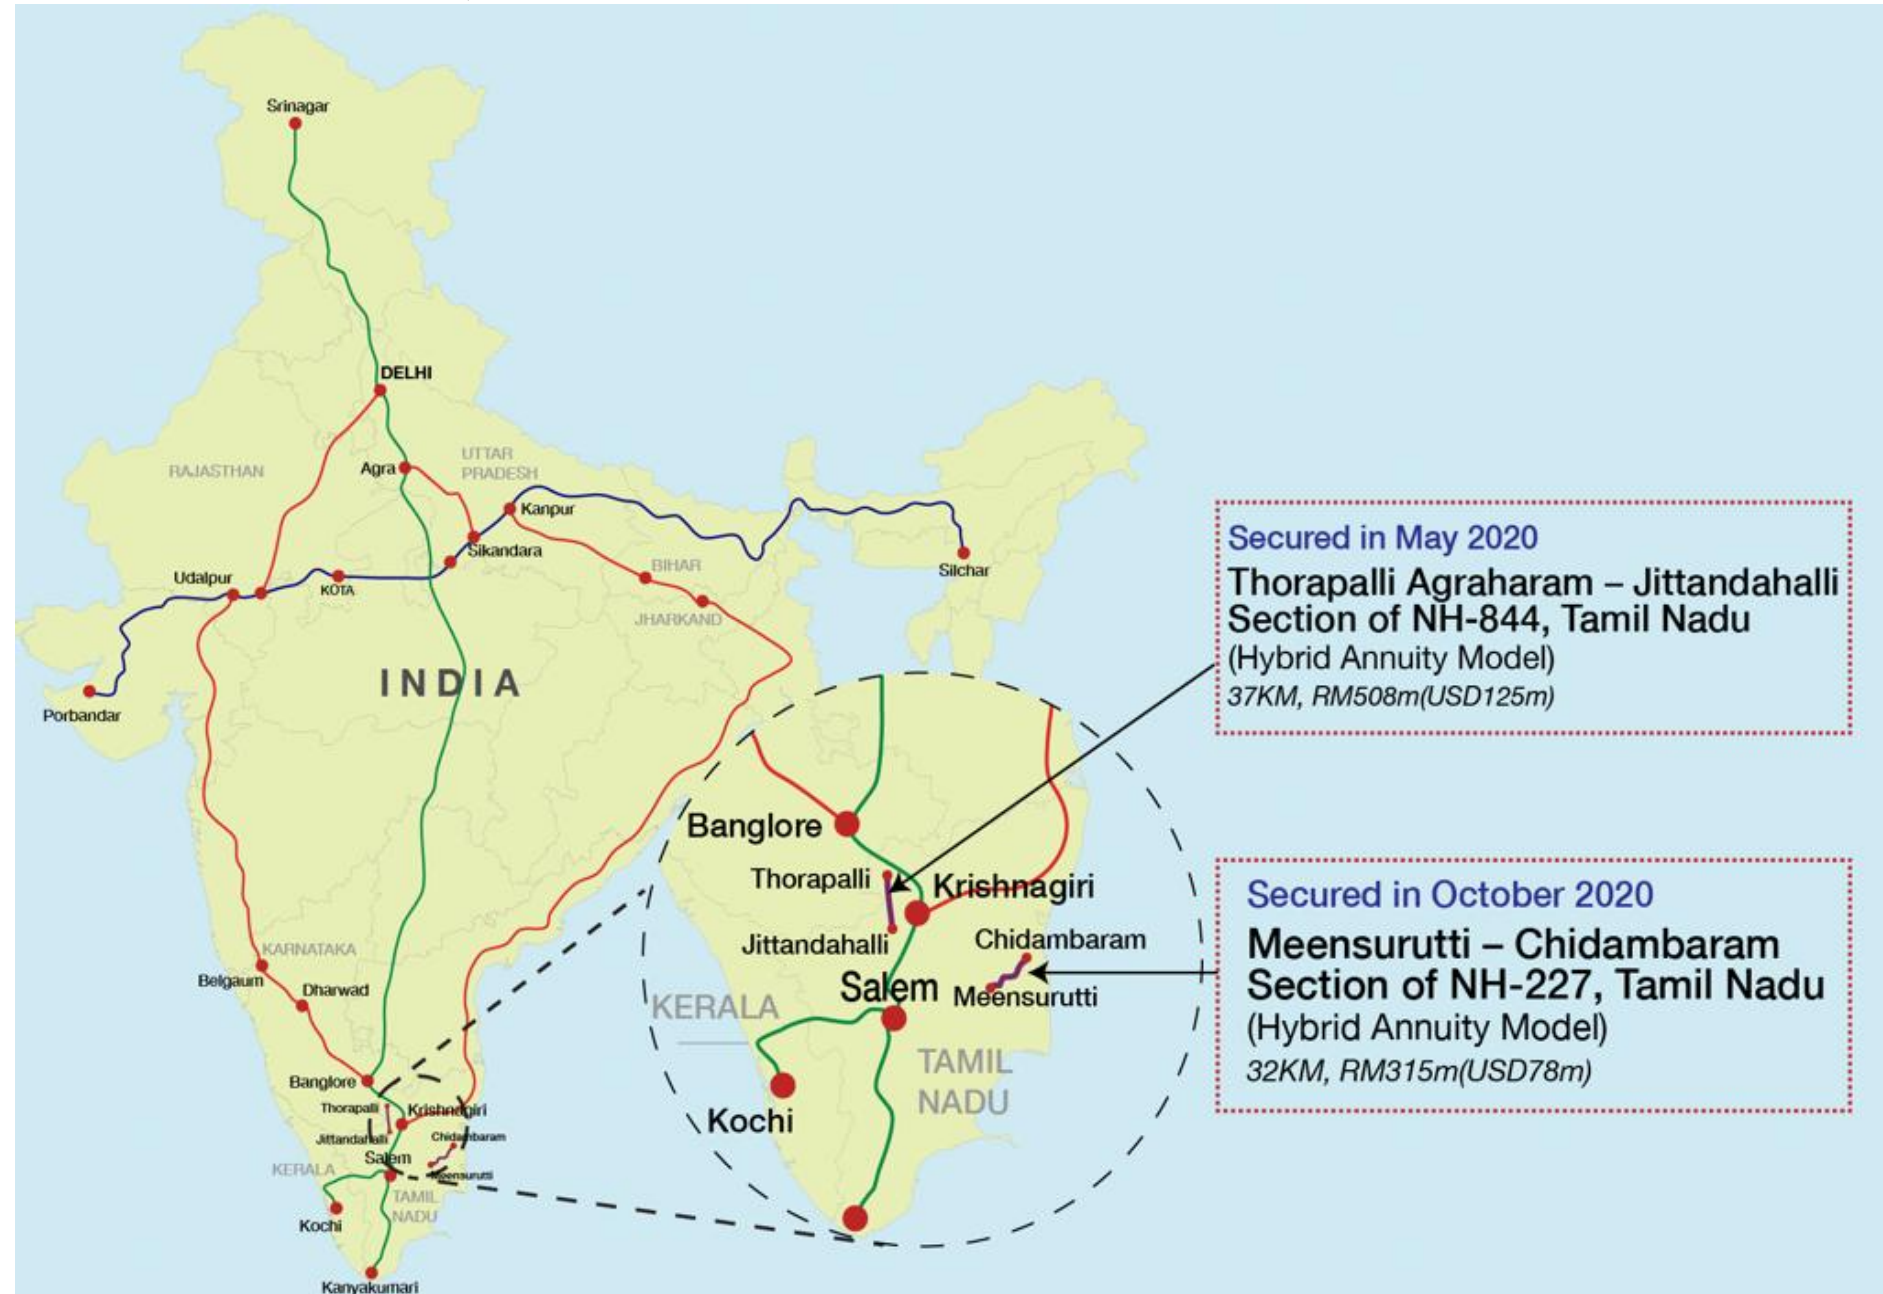 Srinagar
DELHI
UTTAR
PRADESH
RAJASTHAN
Agra
Kanpur
Sikandara
BIHAR
Silchar
Udalpur
KOTA
JHARKAND
INDIA
Porbandar
Secured in May 2020
Thorapalli Agraharam – Jittandahalli
Section of NH-844, Tamil Nadu
(Hybrid Annuity Model)
37KM, RM508m(USD125m)
Banglore
Thorapalli
Krishnagiri
Jittandahalli
Chidambaram
Salem
Meensurutti
KERALA
TAMIL
NADU
Kochi
Secured in October 2020
Meensurutti – Chidambaram
Section of NH-227, Tamil Nadu
(Hybrid Annuity Model)
32KM, RM315m(USD78m)
KARNATAKA
Belgaum
Dharwad
Banglore
Thorapalli
Krishnagiri
Jittandahalli
Chidambaram
Salem
Meensurutti
KERALA
TAMIL
NADU
Kochi
Kanyakumari